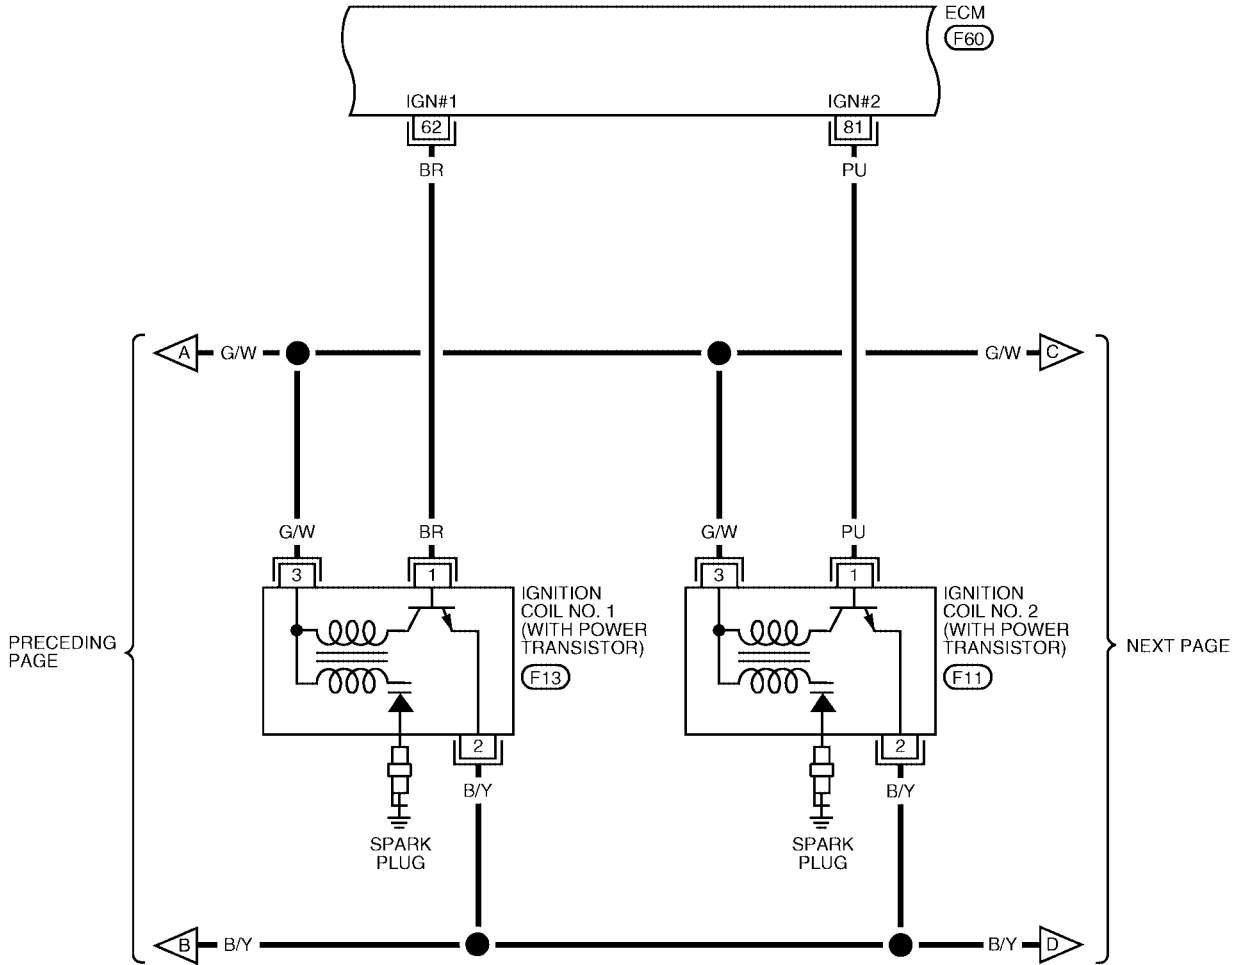 ECM
F60
IGN#1
IGN#2
62
81
BR
PU
A
G/W
G/W
C
G/W
BR
G/W
PU
3
1
3
1
IGNITION
COIL NO. 1
(WITH POWER
TRANSISTOR)
F13
IGNITION
COIL NO. 2
(WITH POWER
TRANSISTOR)
F11
PRECEDING
PAGE
NEXT PAGE
2
2
B/Y
B/Y
SPARK
PLUG
SPARK
PLUG
B
B/Y
B/Y
D